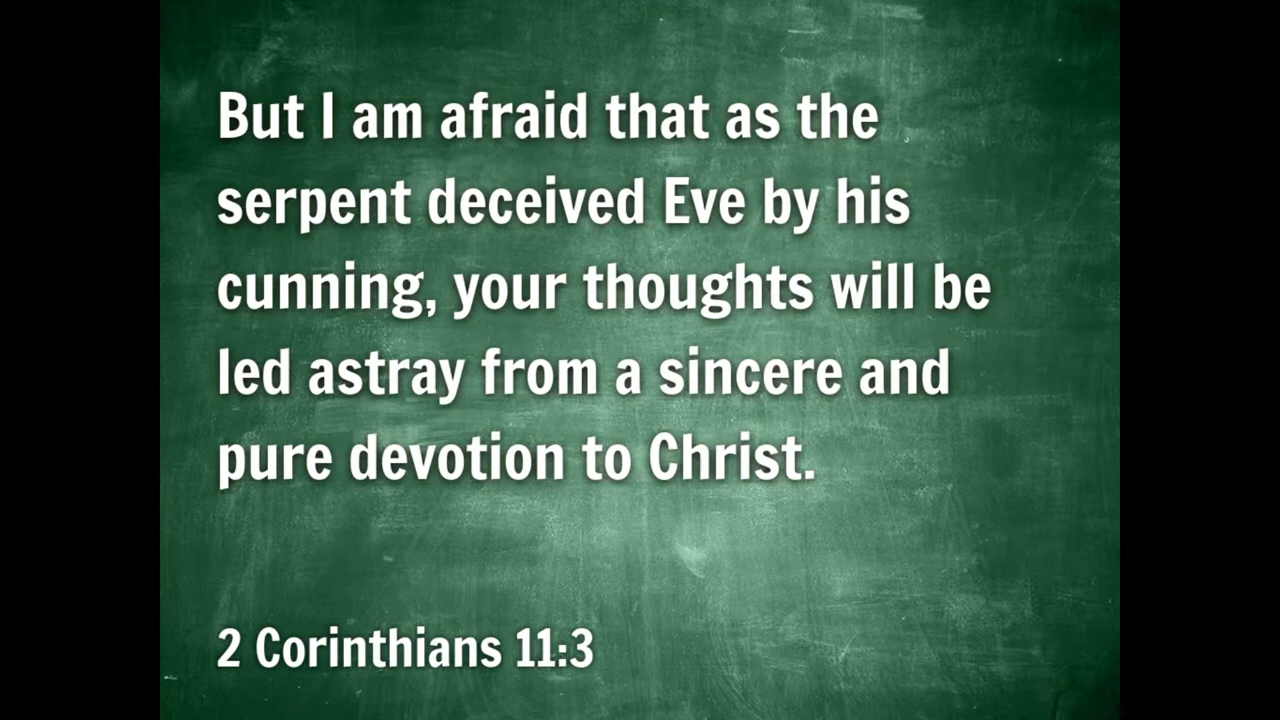 But I am afraid that as the
serpent deceived Eve by his
cunning, your thoughts will be
led astray from a sincere and
pure devotion to Christ.
2 Corinthians 11:3